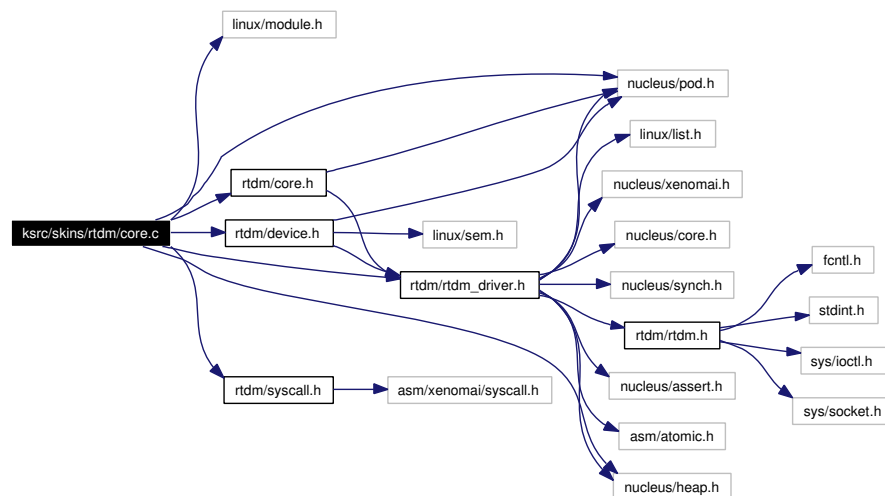 linux/module.h
nucleus/pod.h
linux/list.h
rtdm/core.h
nucleus/xenomai.h
ksrc/skins/rtdm/core.c
rtdm/device.h
linux/sem.h
nucleus/core.h
fcntl.h
rtdm/rtdm_driver.h
nucleus/synch.h
stdint.h
rtdm/rtdm.h
sys/ioctl.h
rtdm/syscall.h
asm/xenomai/syscall.h
nucleus/assert.h
sys/socket.h
asm/atomic.h
nucleus/heap.h